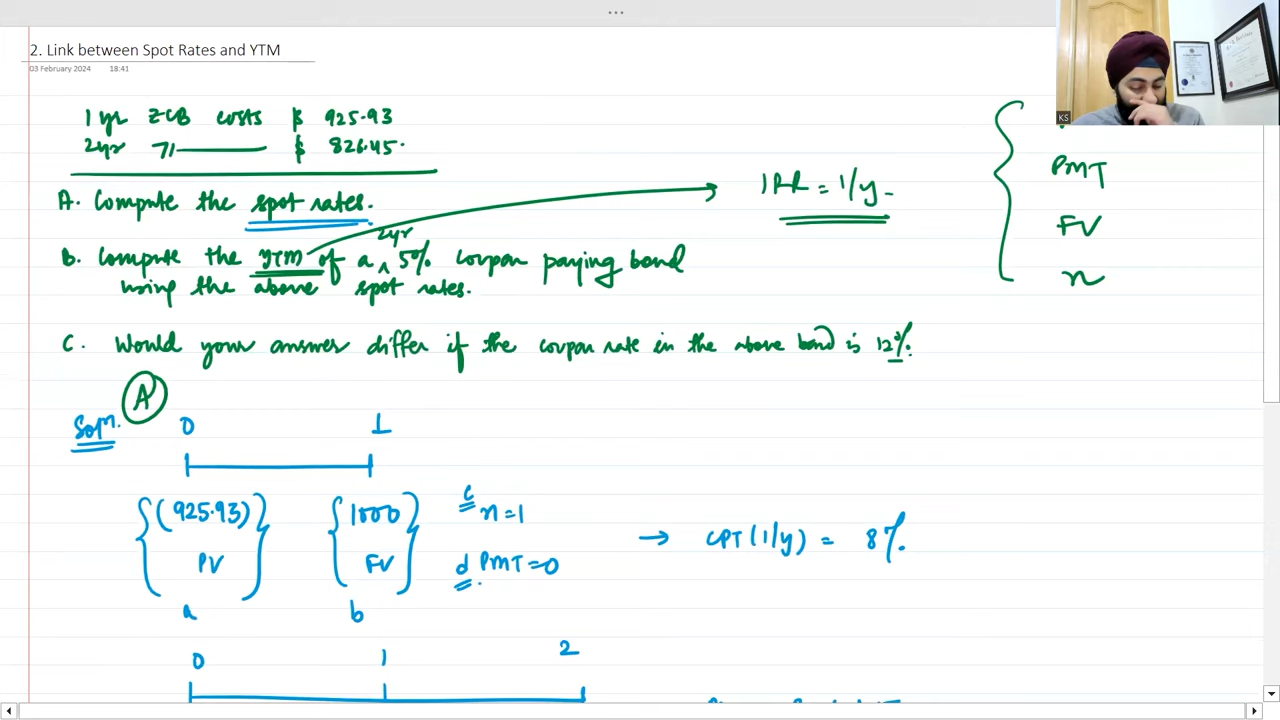 2. Link between Spot Rates and YTM
03 February 2024 18:41
1 yr ZCB costs $ 925.93
2yr —〃— $ 826.45.
A. Compute the spot rates.
IRR = I/y
B. Compute the YTM of a 2yr 5% coupon paying bond
using the above spot rates.
C. Would your answer differ if the coupon rate in the above bond is 12%.
PMT
FV
n
KS
A
Soln.
0 1
(925.93) 1000 c n=1
→ CPT (I/y) = 8%.
PV FV d PMT=0
a b
0 1 2